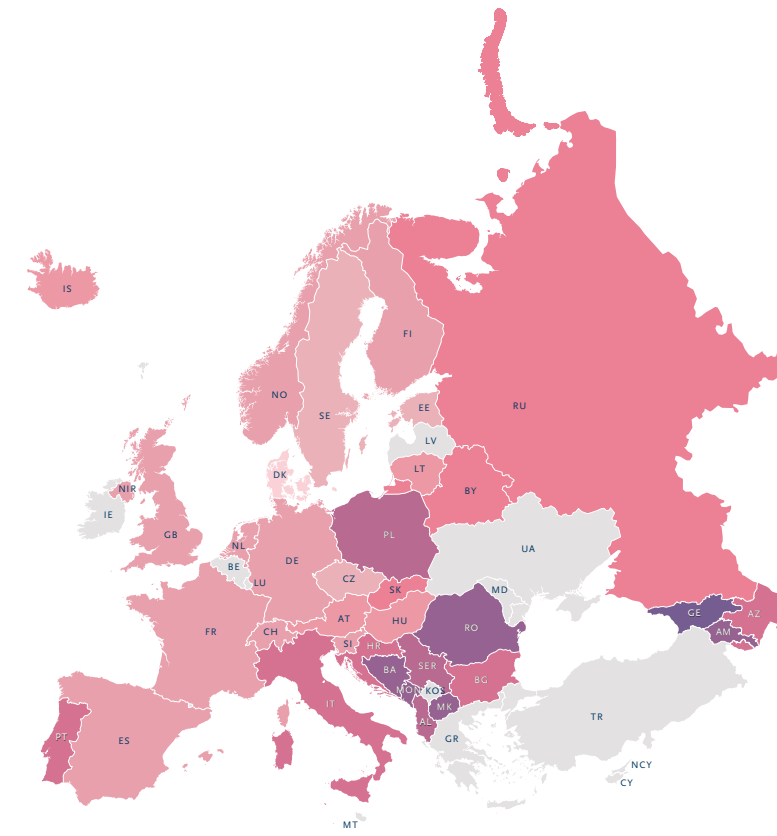 IS
FI
NO
SE
EE
RU
LV
LT
DK
BY
NIR
IE
GB
PL
NL
UA
DE
BE
CZ
LU
SK
MD
GE
AZ
AT
HU
RO
FR
CH
AM
SI
HR
SER
BA
BG
MON
KOS
IT
MK
PT
AL
TR
ES
GR
NCY
CY
MT